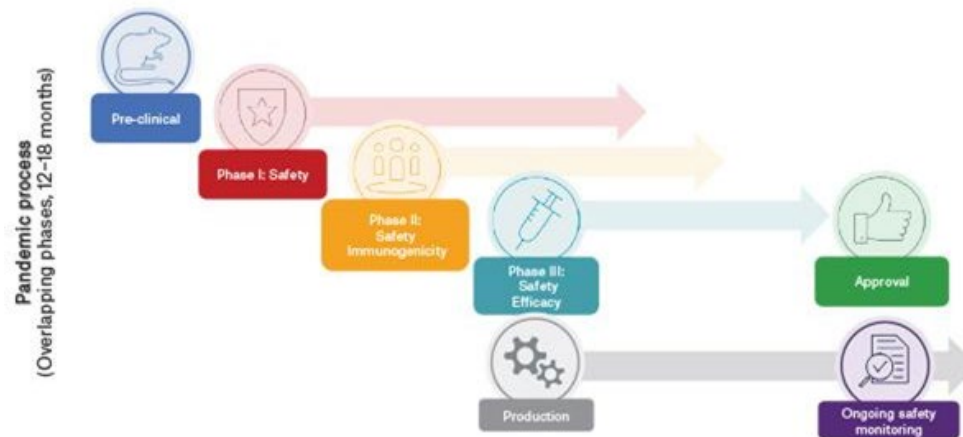 Pandemic process
(Overlapping phases, 12–18 months)
Pre-clinical
Phase I: Safety
Phase II:
Safety
Immunogenicity
Phase III:
Safety
Efficacy
Approval
Production
Ongoing safety
monitoring